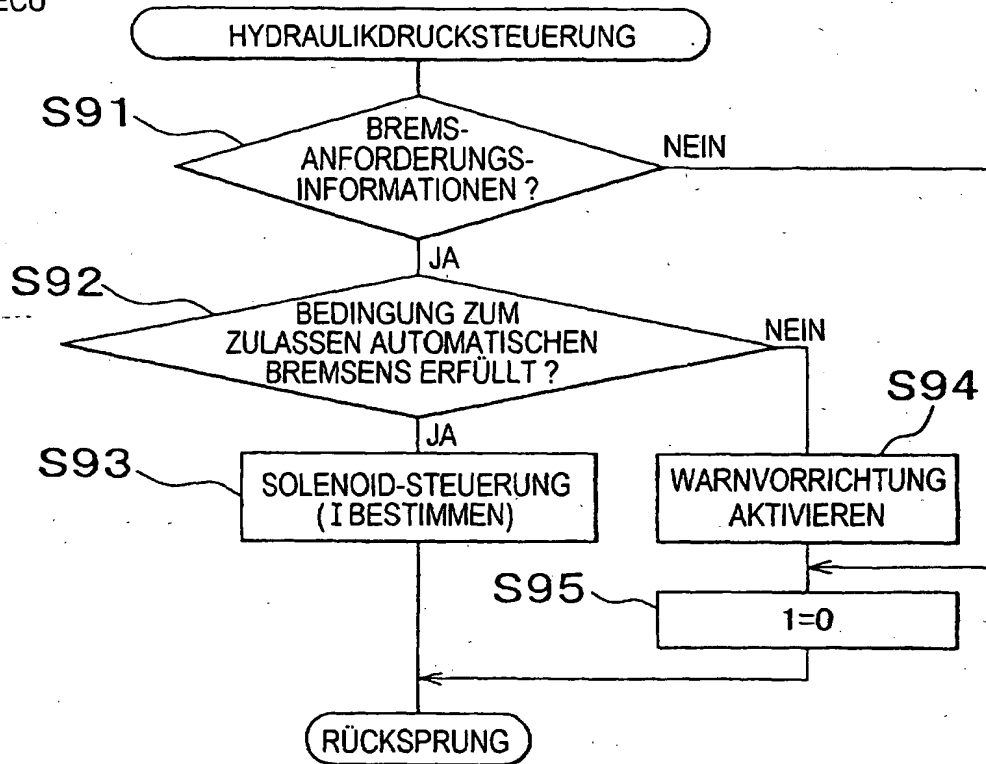 ECU
HYDRAULIKDRUCKSTEUERUNG
S91
BREMS-
ANFORDERUNGS-
INFORMATIONEN ?
NEIN
JA
S92
BEDINGUNG ZUM
ZULASSEN AUTOMATISCHEN
BREMSENS ERFÜLLT ?
NEIN
JA
S93
SOLENOID-STEUERUNG
(I BESTIMMEN)
S94
WARNVORRICHTUNG
AKTIVIEREN
S95
1=0
RÜCKSPRUNG